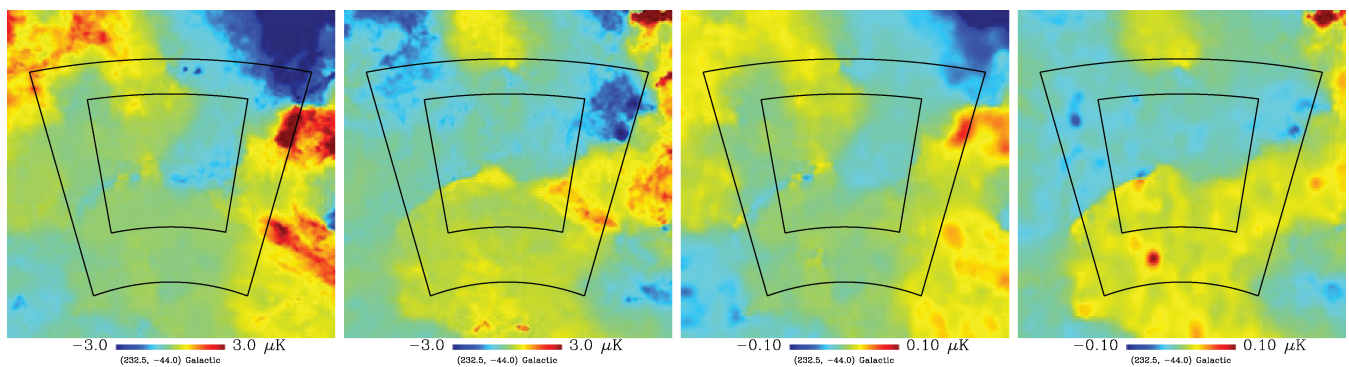 −3.0 3.0 μK −3.0 3.0 μK −0.10 0.10 μK −0.10 0.10 μK
(232.5, −44.0) Galactic (232.5, −44.0) Galactic (232.5, −44.0) Galactic (232.5, −44.0) Galactic